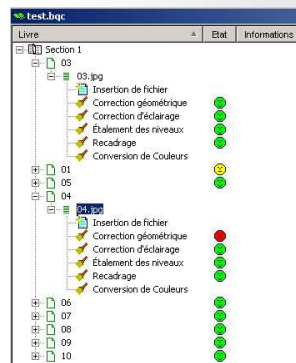 test.bqc
Livre Etat Informations
Section 1
03
03.jpg
Insertion de fichier
Correction géométrique
Correction d'éclairage
Étalement des niveaux
Recadrage
Conversion de Couleurs
01
05
04
04.jpg
Insertion de fichier
Correction géométrique
Correction d'éclairage
Étalement des niveaux
Recadrage
Conversion de Couleurs
06
07
08
09
10